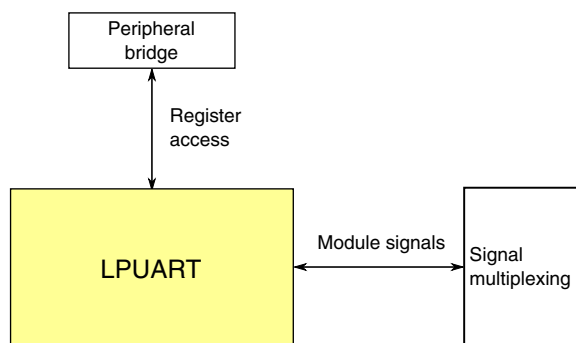 Peripheral
bridge
Register
access
LPUART
Module signals
Signal
multiplexing